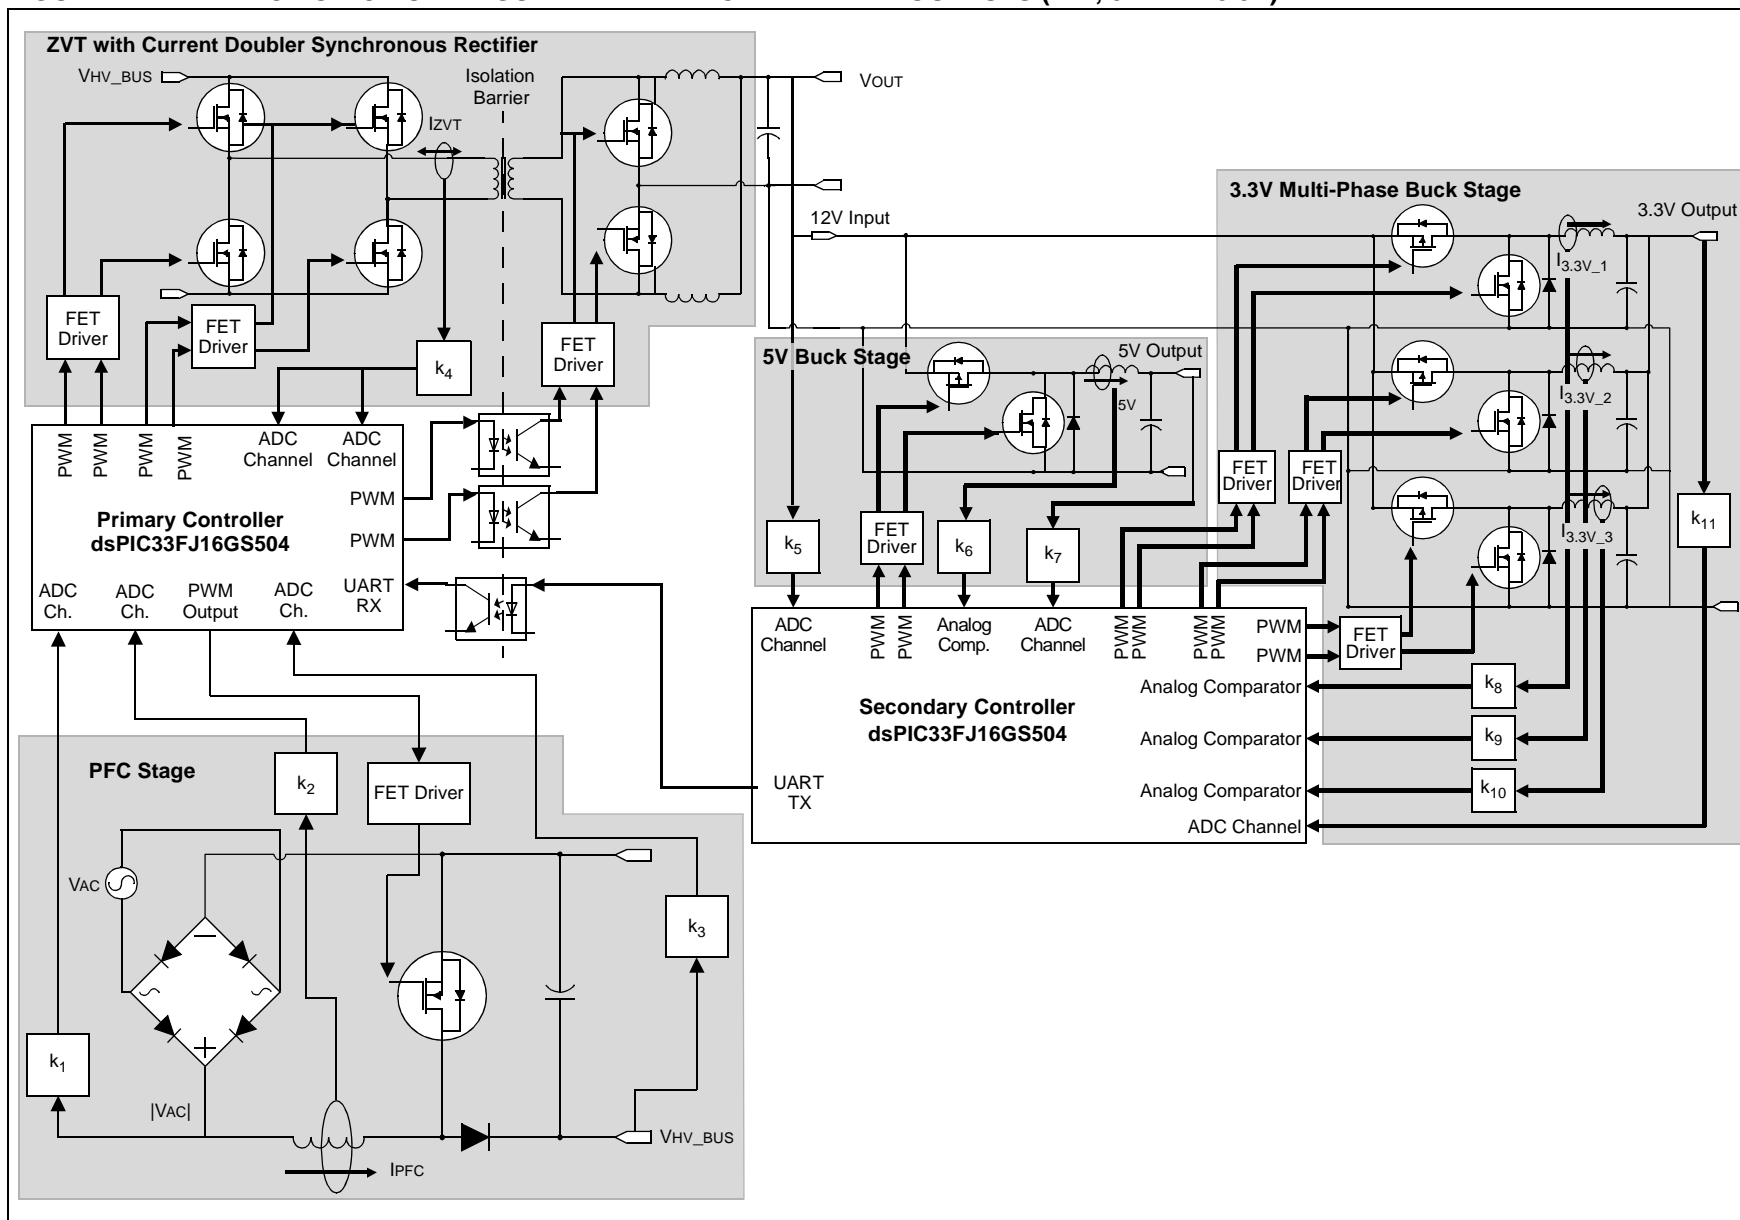 ZVT with Current Doubler Synchronous Rectifier
VHV_BUS
Isolation
Barrier
IZVT
VOUT
FET
Driver
FET
Driver
k4
FET
Driver
12V Input
3.3V Multi-Phase Buck Stage
3.3V Output
I3.3V_1
I3.3V_2
I3.3V_3
FET
Driver
FET
Driver
k11
5V Buck Stage
5V Output
5V
k5
FET
Driver
k6
k7
PWM
PWM
PWM
PWM
ADC
Channel
ADC
Channel
PWM
PWM
Primary Controller
dsPIC33FJ16GS504
ADC
Ch.
ADC
Ch.
PWM
Output
ADC
Ch.
UART
RX
ADC
Channel
PWM
PWM
Analog
Comp.
ADC
Channel
PWM
PWM
PWM
PWM
PWM
PWM
FET
Driver
Analog Comparator
k8
Secondary Controller
dsPIC33FJ16GS504
Analog Comparator
k9
UART
TX
Analog Comparator
k10
ADC Channel
PFC Stage
k2
FET Driver
VAC
k3
k1
|VAC|
VHV_BUS
IPFC